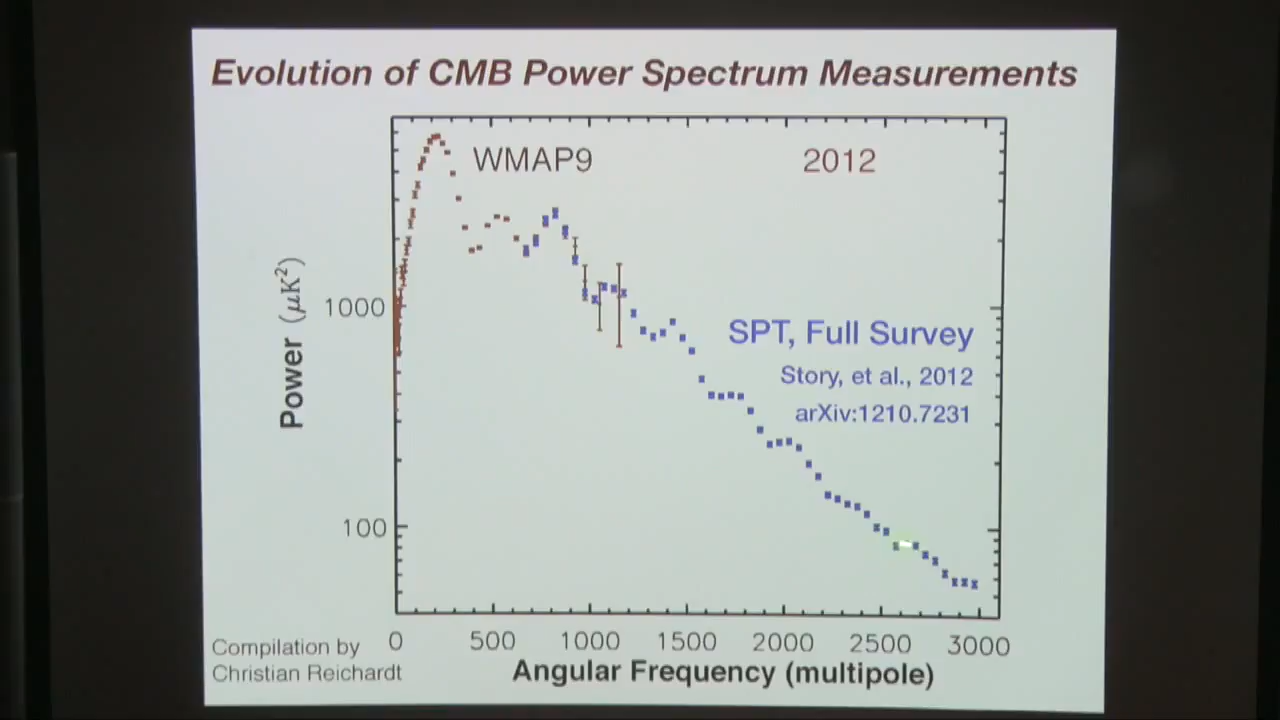 Evolution of CMB Power Spectrum Measurements
WMAP9
2012
Power (μK²)
1000
SPT, Full Survey
Story, et al., 2012
arXiv:1210.7231
100
0 500 1000 1500 2000 2500 3000
Angular Frequency (multipole)
Compilation by
Christian Reichardt